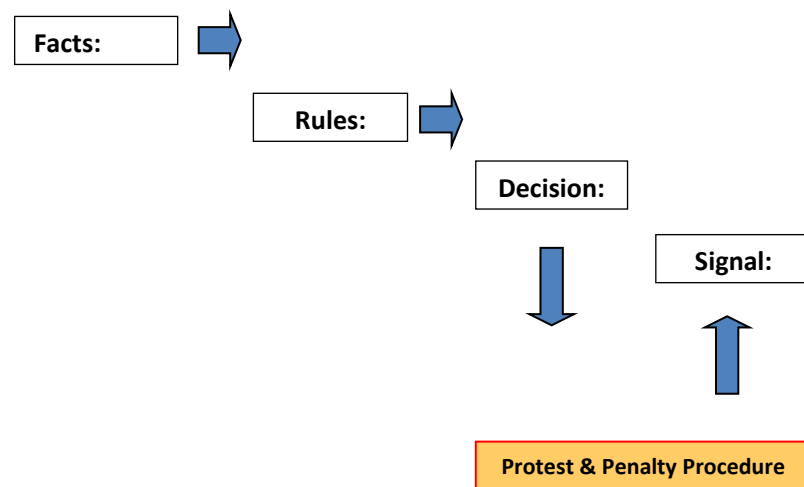 Facts:
Rules:
Decision:
Signal:
Protest & Penalty Procedure